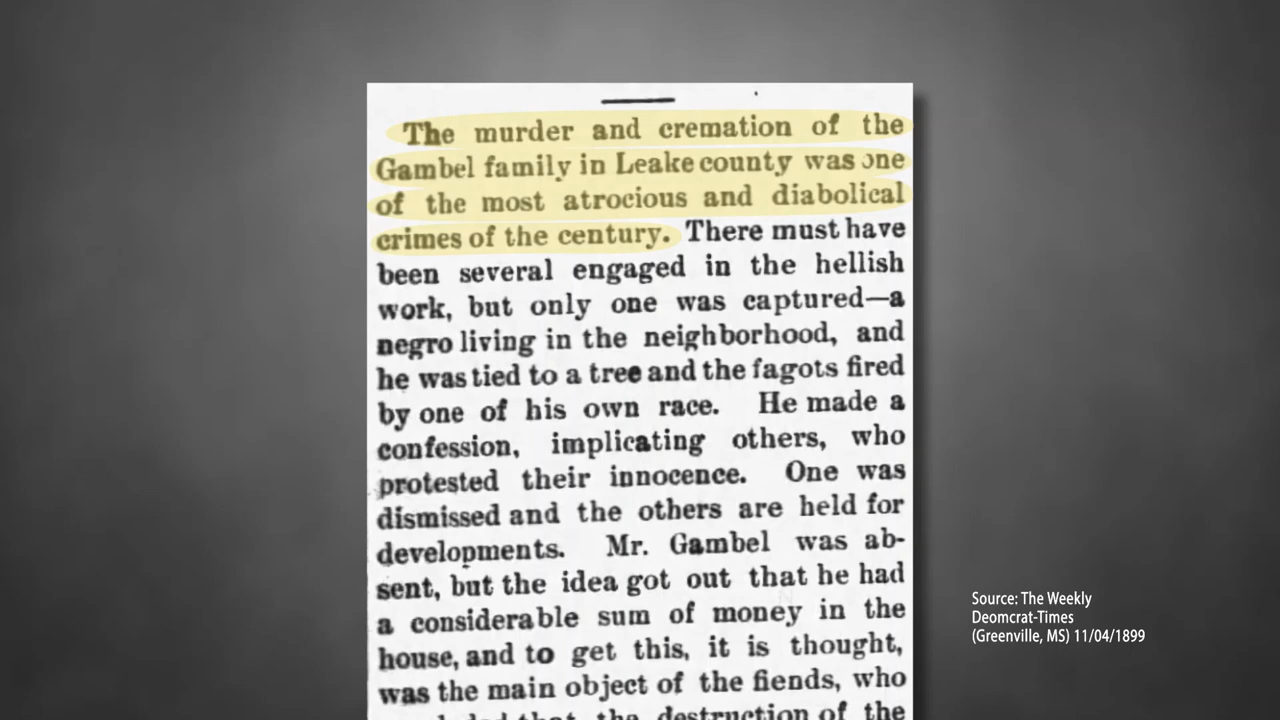 The murder and cremation of the
Gambel family in Leake county was one
of the most atrocious and diabolical
crimes of the century. There must have
been several engaged in the hellish
work, but only one was captured—a
negro living in the neighborhood, and
he was tied to a tree and the fagots fired
by one of his own race. He made a
confession, implicating others, who
protested their innocence. One was
dismissed and the others are held for
developments. Mr. Gambel was ab-
sent, but the idea got out that he had
a considerable sum of money in the
house, and to get this, it is thought,
was the main object of the fiends, who
that the destruction of the
Source: The Weekly
Deomcrat-Times
(Greenville, MS) 11/04/1899